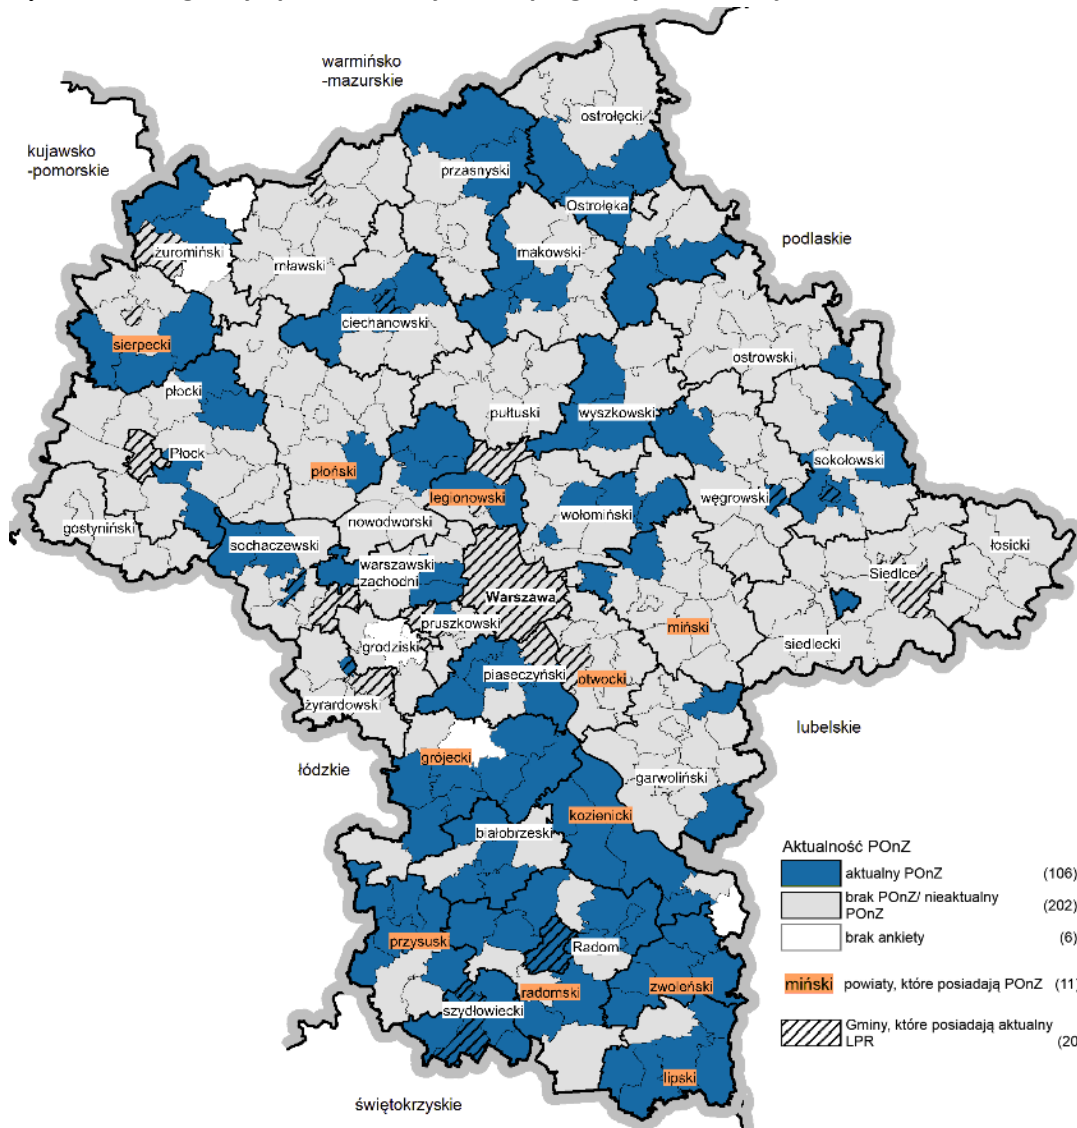 warmińsko
-mazurskie
ostrołęcki
kujawsko
-pomorskie
przasnyski
Ostrołęka
podlaskie
żuromiński
mławski
makowski
ciechanowski
sierpecki
ostrowski
płocki
pułtuski
wyszkowski
Płock
płoński
sokołowski
legionowski
węgrowski
gostyniński
nowodworski
wołomiński
sochaczewski
warszawski
zachodni
łosicki
Siedlce
Warszawa
pruszkowski
miński
grodziski
siedlecki
piaseczyński
otwocki
żyrardowski
lubelskie
grójecki
łódzkie
garwoliński
kozienicki
białobrzeski
Aktualność POnZ
aktualny POnZ (106)
brak POnZ/ nieaktualny
POnZ (202)
brak ankiety (6)
przysusk
Radom
miński powiaty, które posiadają POnZ (11)
radomski
zwoleński
szydłowiecki
Gminy, które posiadają aktualny
LPR (20
lipski
świętokrzyskie